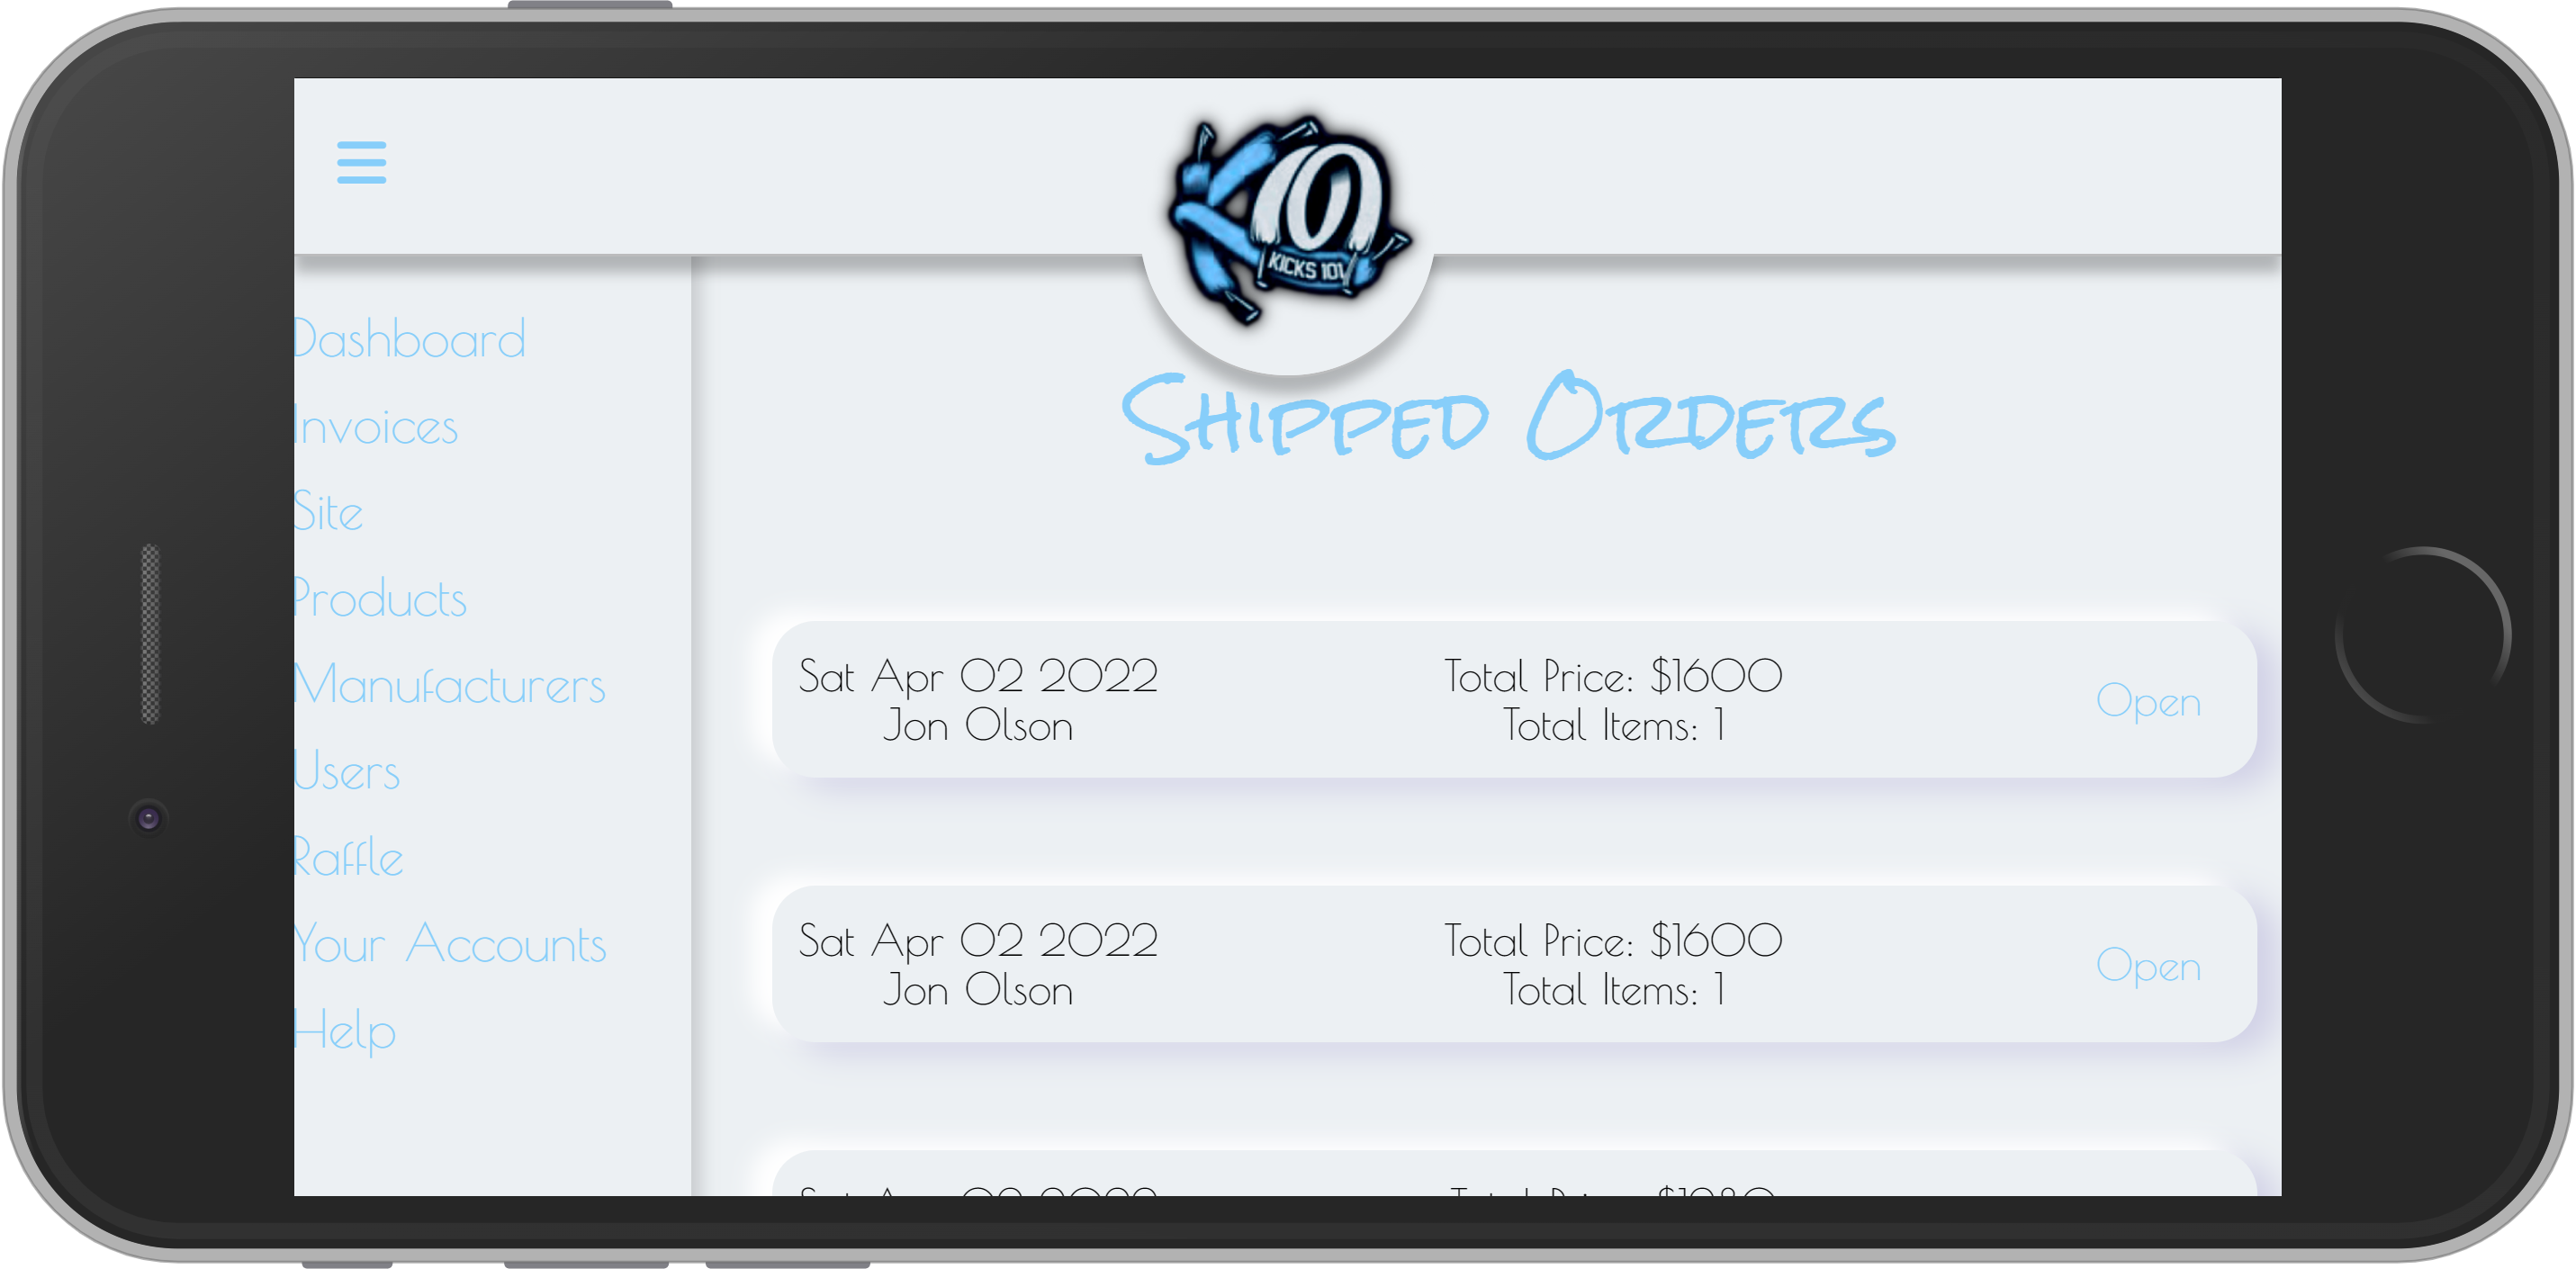 KICKS 101
Dashboard
Invoices
Site
Products
Manufacturers
Users
Raffle
Your Accounts
Help
Shipped Orders
Sat Apr 02 2022
Jon Olson
Total Price: $1600
Total Items: 1
Open
Sat Apr 02 2022
Jon Olson
Total Price: $1600
Total Items: 1
Open